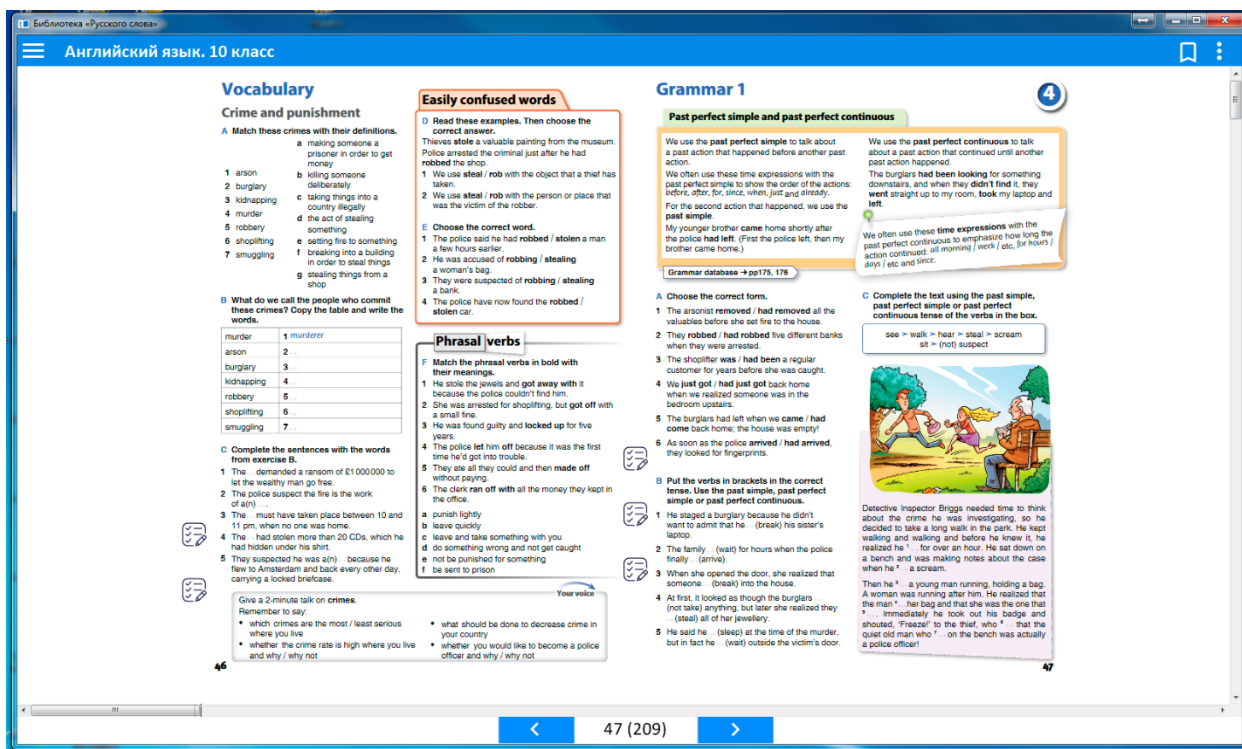 Библиотека «Русского слова»
Английский язык. 10 класс
Vocabulary
Crime and punishment
A Match these crimes with their definitions.
1 arson
2 burglary
3 kidnapping
4 murder
5 robbery
6 shoplifting
7 smuggling
a making someone a
prisoner in order to get
money
b killing someone
deliberately
c taking things into a
country illegally
d the act of stealing
something
e setting fire to something
f breaking into a building
in order to steal things
g stealing things from a
shop
B What do we call the people who commit
these crimes? Copy the table and write the
words.
murder 1 murderer
arson 2 ...
burglary 3 ...
kidnapping 4 ...
robbery 5 ...
shoplifting 6 ...
smuggling 7 ...
C Complete the sentences with the words
from exercise B.
1 The ... demanded a ransom of £1 000 000 to
let the wealthy man go free.
2 The police suspect the fire is the work
of a(n) ... .
3 The ... must have taken place between 10 and
11 pm, when no one was home.
4 The ... had stolen more than 20 CDs, which he
had hidden under his shirt.
5 They suspected he was a(n) ... because he
flew to Amsterdam and back every other day,
carrying a locked briefcase.
Easily confused words
D Read these examples. Then choose the
correct answer.
Thieves stole a valuable painting from the museum.
Police arrested the criminal just after he had
robbed the shop.
1 We use steal / rob with the object that a thief has
taken.
2 We use steal / rob with the person or place that
was the victim of the robber.
E Choose the correct word.
1 The police said he had robbed / stolen a man
a few hours earlier.
2 He was accused of robbing / stealing
a woman's bag.
3 They were suspected of robbing / stealing
a bank.
4 The police have now found the robbed /
stolen car.
Phrasal verbs
F Match the phrasal verbs in bold with
their meanings.
1 He stole the jewels and got away with it
because the police couldn't find him.
2 She was arrested for shoplifting, but got off with
a small fine.
3 He was found guilty and locked up for five
years.
4 The police let him off because it was the first
time he'd got into trouble.
5 They ate all they could and then made off
without paying.
6 The clerk ran off with all the money they kept in
the office.
a punish lightly
b leave quickly
c leave and take something with you
d do something wrong and not get caught
e not be punished for something
f be sent to prison
Your voice
Give a 2-minute talk on crimes.
Remember to say:
• which crimes are the most / least serious
where you live
• whether the crime rate is high where you live
and why / why not
• what should be done to decrease crime in
your country
• whether you would like to become a police
officer and why / why not
46
Grammar 1
4
Past perfect simple and past perfect continuous
We use the past perfect simple to talk about
a past action that happened before another past
action.
We often use these time expressions with the
past perfect simple to show the order of the actions:
before, after, for, since, when, just and already.
For the second action that happened, we use the
past simple.
My younger brother came home shortly after
the police had left. (First the police left, then my
brother came home.)
We use the past perfect continuous to talk
about a past action that continued until another
past action happened.
The burglars had been looking for something
downstairs, and when they didn't find it, they
went straight up to my room, took my laptop and
left.
We often use these time expressions with the
past perfect continuous to emphasize how long the
action continued: all morning / week / etc, for hours /
days / etc and since.
Grammar database → pp175, 176
A Choose the correct form.
1 The arsonist removed / had removed all the
valuables before she set fire to the house.
2 They robbed / had robbed five different banks
when they were arrested.
3 The shoplifter was / had been a regular
customer for years before she was caught.
4 We just got / had just got back home
when we realized someone was in the
bedroom upstairs.
5 The burglars had left when we came / had
come back home; the house was empty!
6 As soon as the police arrived / had arrived,
they looked for fingerprints.
B Put the verbs in brackets in the correct
tense. Use the past simple, past perfect
simple or past perfect continuous.
1 He staged a burglary because he didn't
want to admit that he ... (break) his sister's
laptop.
2 The family ... (wait) for hours when the police
finally ... (arrive).
3 When she opened the door, she realized that
someone ... (break) into the house.
4 At first, it looked as though the burglars ...
(not take) anything, but later she realized they
... (steal) all of her jewellery.
5 He said he ... (sleep) at the time of the murder,
but in fact he ... (wait) outside the victim's door.
C Complete the text using the past simple,
past perfect simple or past perfect
continuous tense of the verbs in the box.
see ➢ walk ➢ hear ➢ steal ➢ scream
sit ➢ (not) suspect
Detective Inspector Briggs needed time to think
about the crime he was investigating, so he
decided to take a long walk in the park. He kept
walking and walking and before he knew it, he
realized he 1 ... for over an hour. He sat down on
a bench and was making notes about the case
when he 2 ... a scream.
Then he 3 ... a young man running, holding a bag.
A woman was running after him. He realized that
the man 4 ... her bag and that she was the one that
5 ... . Immediately he took out his badge and
shouted, 'Freeze!' to the thief, who 6 ... that the
quiet old man who 7 ... on the bench was actually
a police officer!
47
47 (209)